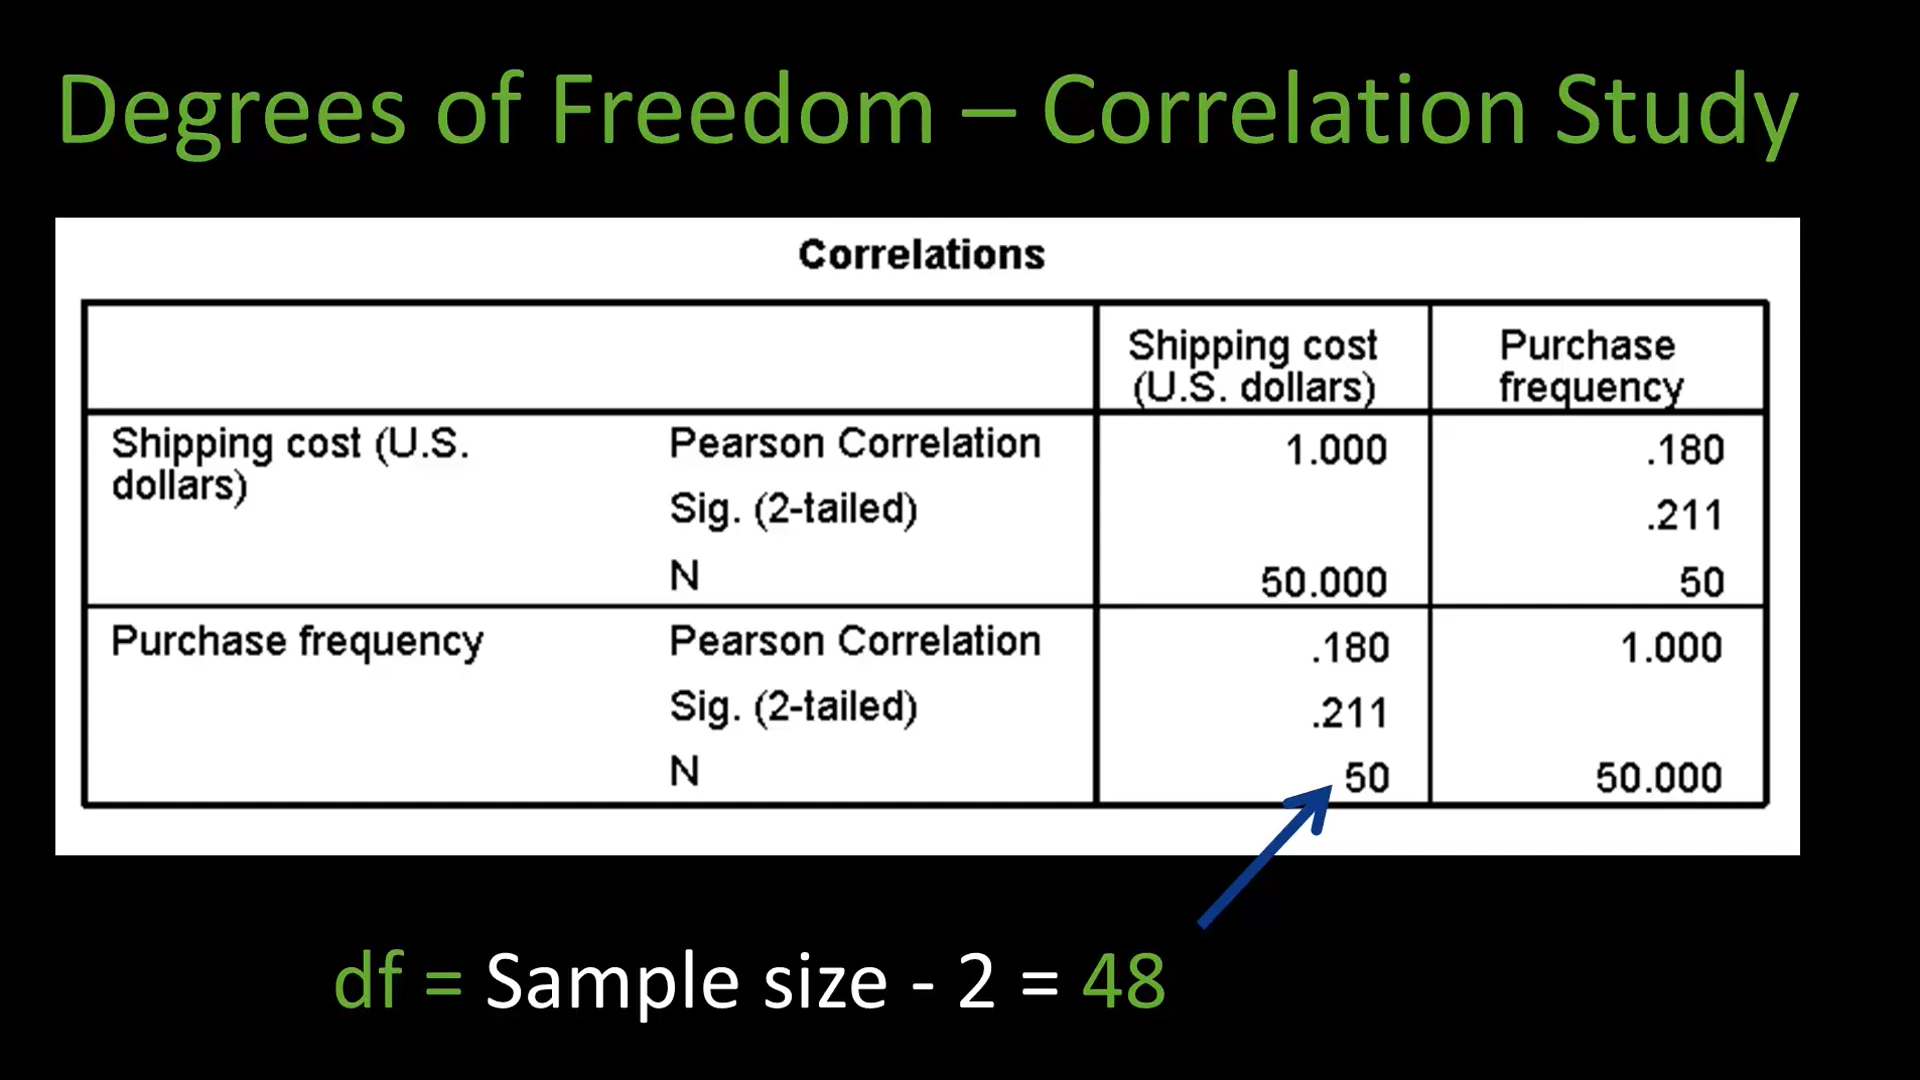 Degrees of Freedom – Correlation Study
Correlations
Shipping cost (U.S. dollars) Purchase frequency
Shipping cost (U.S. dollars) Pearson Correlation 1.000 .180
Sig. (2-tailed) .211
N 50.000 50
Purchase frequency Pearson Correlation .180 1.000
Sig. (2-tailed) .211
N 50 50.000
df = Sample size - 2 = 48